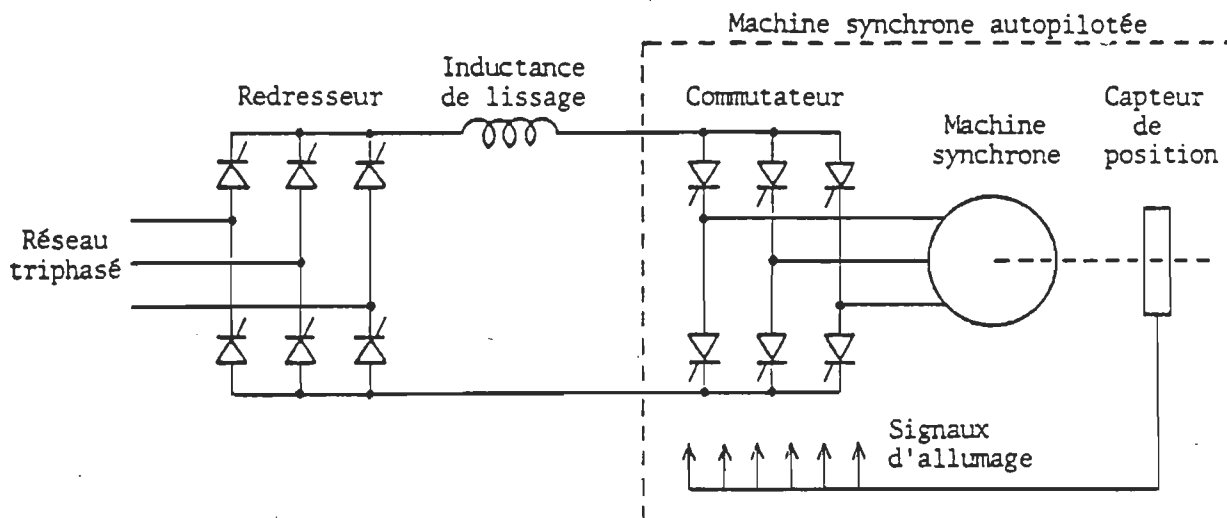 Machine synchrone autopilotée
Inductance
de lissage
Redresseur
Commutateur
Capteur
de
position
Machine
synchrone
Réseau
triphasé
Signaux
d'allumage